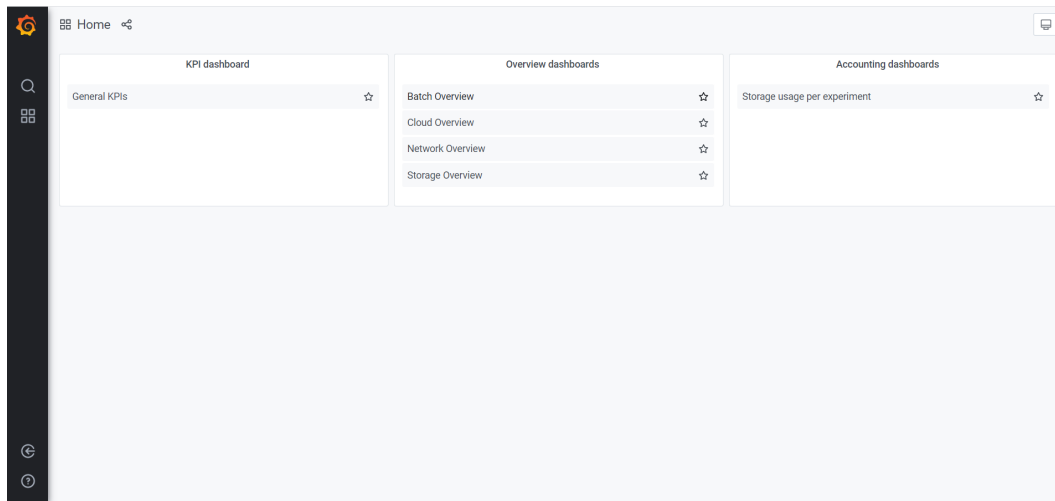 Home
KPI dashboard
General KPIs
Overview dashboards
Batch Overview
Cloud Overview
Network Overview
Storage Overview
Accounting dashboards
Storage usage per experiment